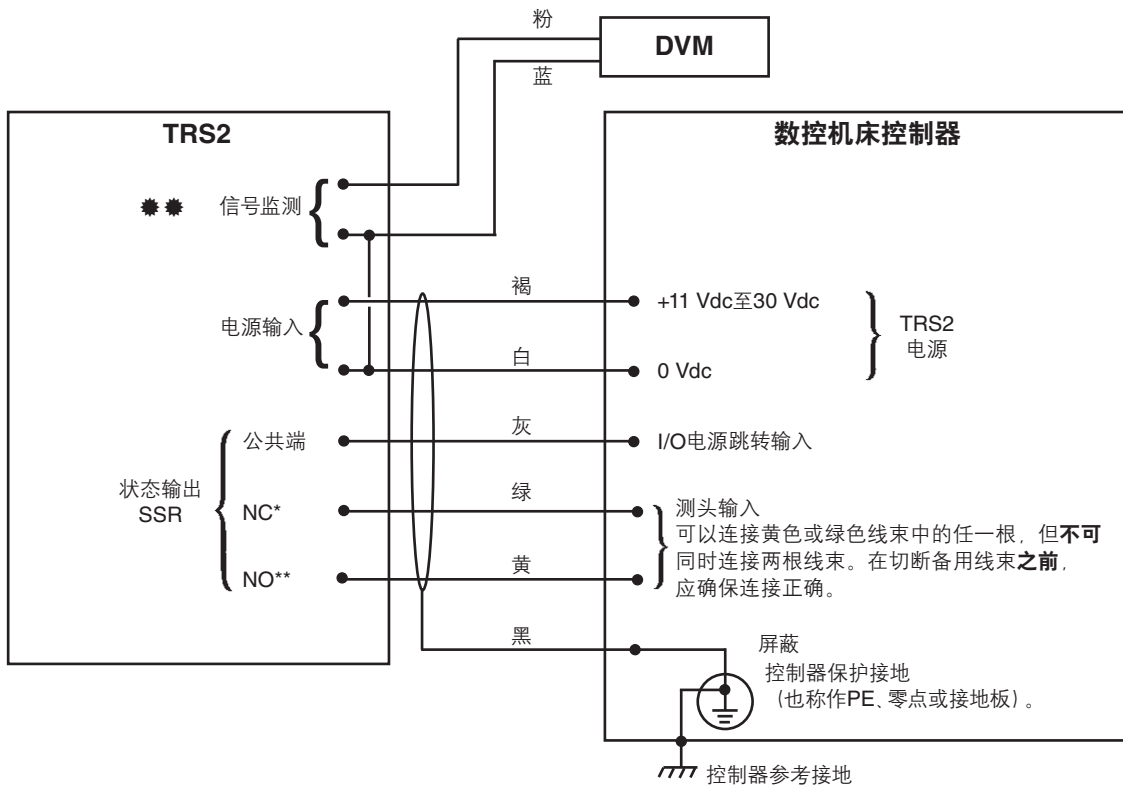 粉
DVM
蓝
TRS2
数控机床控制器
信号监测
褐
+11 Vdc至30 Vdc
电源输入
TRS2
电源
白
0 Vdc
灰
公共端
I/O电源跳转输入
状态输出
SSR
绿
NC*
测头输入
可以连接黄色或绿色线束中的任一根，但不可
同时连接两根线束。在切断备用线束之前，
应确保连接正确。
黄
NO**
黑
屏蔽
控制器保护接地
（也称作PE、零点或接地板）。
控制器参考接地